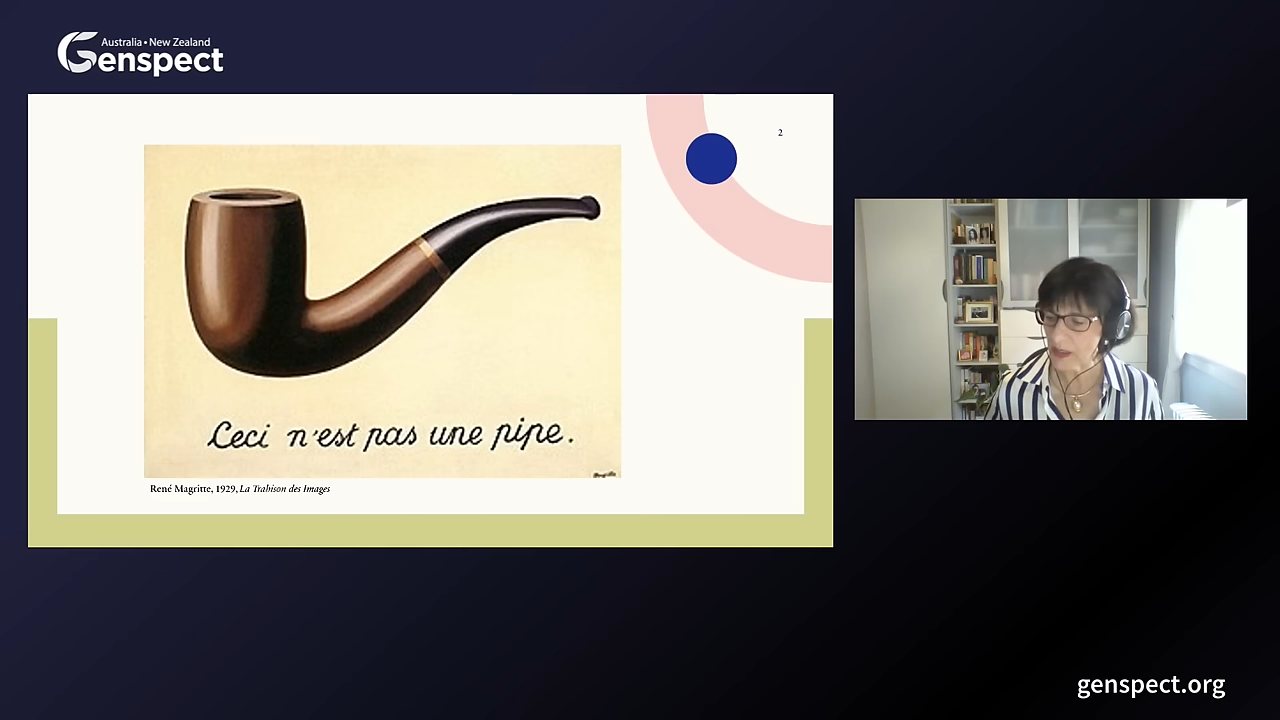 Australia • New Zealand
Genspect
2
Ceci n'est pas une pipe.
René Magritte, 1929, La Trahison des Images
genspect.org